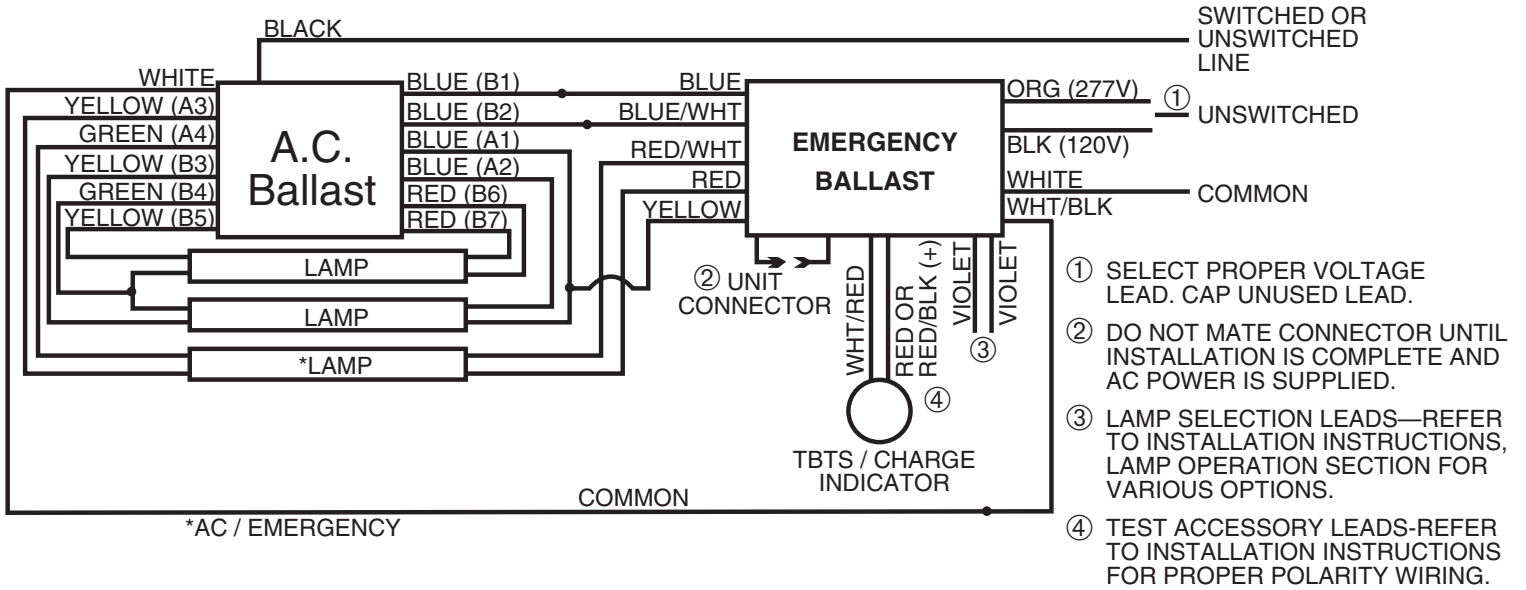 BLACK
SWITCHED OR
UNSWITCHED
LINE
WHITE
YELLOW (A3)
GREEN (A4)
YELLOW (B3)
GREEN (B4)
YELLOW (B5)
A.C.
Ballast
BLUE (B1)
BLUE (B2)
BLUE (A1)
BLUE (A2)
RED (B6)
RED (B7)
BLUE
BLUE/WHT
RED/WHT
RED
YELLOW
EMERGENCY
BALLAST
ORG (277V)
① UNSWITCHED
BLK (120V)
WHITE
COMMON
WHT/BLK
LAMP
LAMP
*LAMP
② UNIT
CONNECTOR
WHT/RED
RED OR
RED/BLK (+)
VIOLET
VIOLET
③
④
TBTS / CHARGE
INDICATOR
COMMON
*AC / EMERGENCY
① SELECT PROPER VOLTAGE
LEAD. CAP UNUSED LEAD.
② DO NOT MATE CONNECTOR UNTIL
INSTALLATION IS COMPLETE AND
AC POWER IS SUPPLIED.
③ LAMP SELECTION LEADS—REFER
TO INSTALLATION INSTRUCTIONS,
LAMP OPERATION SECTION FOR
VARIOUS OPTIONS.
④ TEST ACCESSORY LEADS-REFER
TO INSTALLATION INSTRUCTIONS
FOR PROPER POLARITY WIRING.